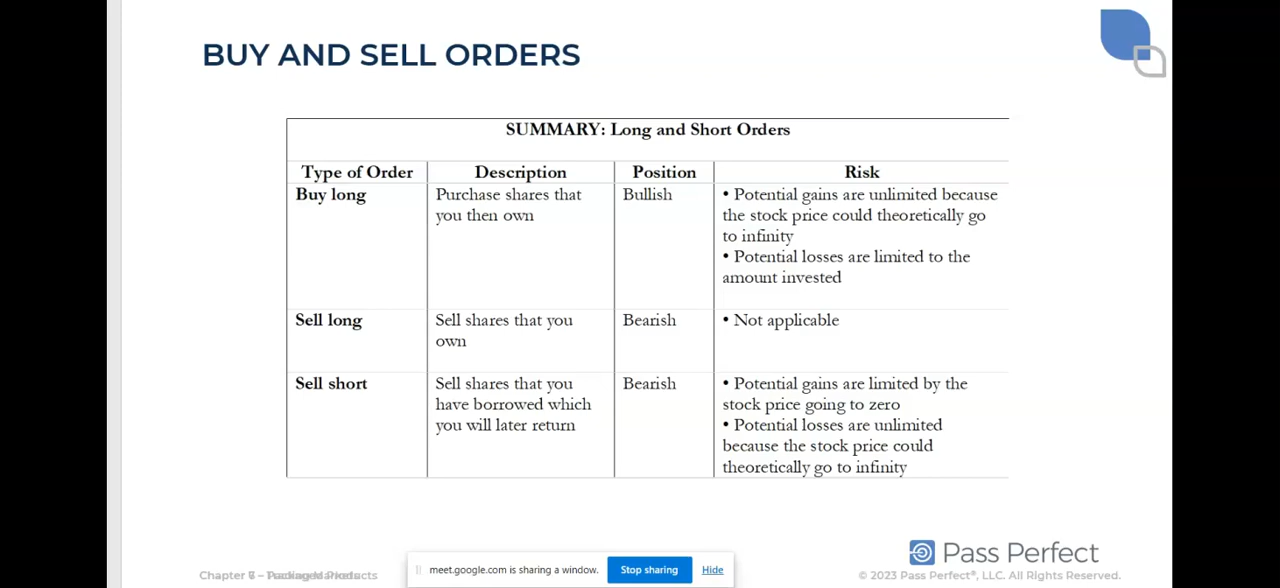 BUY AND SELL ORDERS
SUMMARY: Long and Short Orders
Type of Order Description Position Risk
Buy long Purchase shares that Bullish • Potential gains are unlimited because
you then own the stock price could theoretically go
to infinity
• Potential losses are limited to the
amount invested
Sell long Sell shares that you Bearish • Not applicable
own
Sell short Sell shares that you Bearish • Potential gains are limited by the
have borrowed which stock price going to zero
you will later return • Potential losses are unlimited
because the stock price could
theoretically go to infinity
Pass Perfect
Chapter
meet.google.com is sharing a window. Stop sharing Hide
© 2023 Pass Perfect®, LLC. All Rights Reserved.